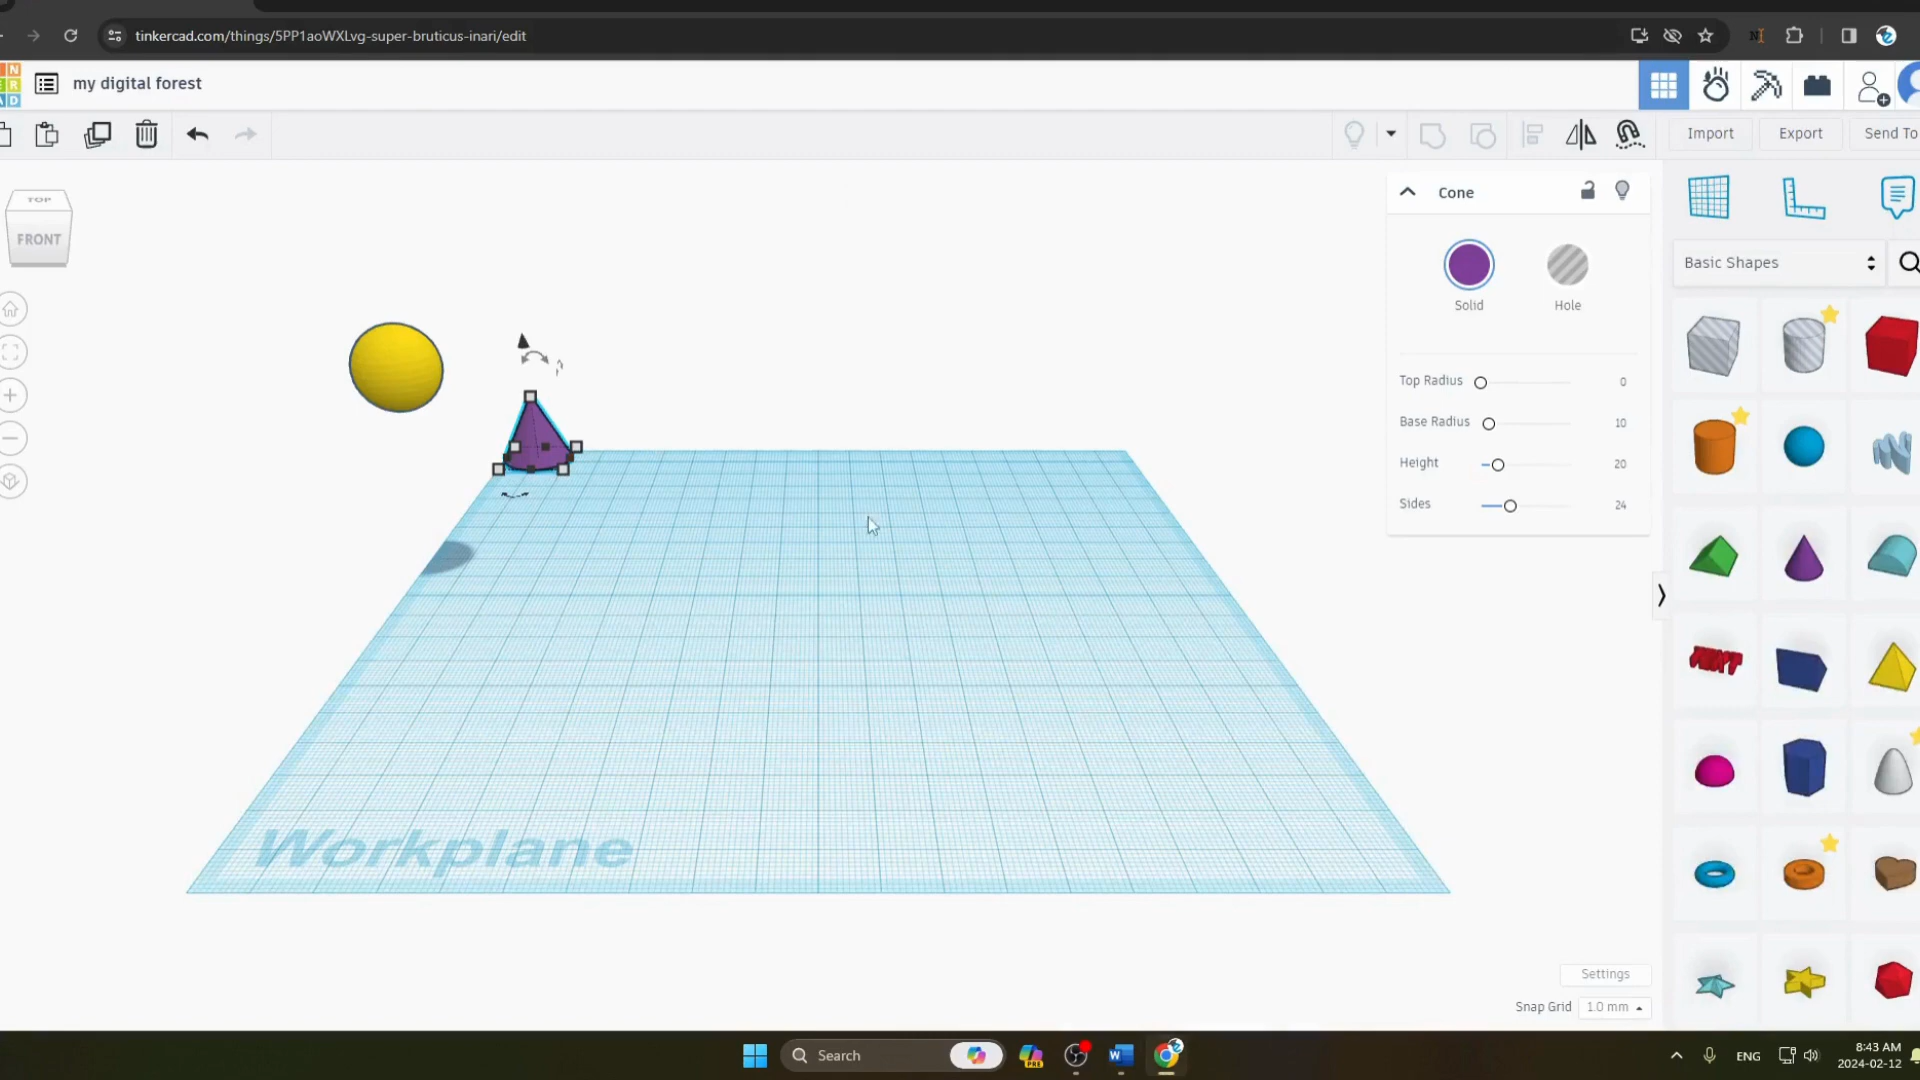 tinkercad.com/things/5PP1aoWXLvg-super-bruticus-inari/edit
my digital forest
Import
Export
Send To
TOP
FRONT
Cone
Solid
Hole
Top Radius 0
Base Radius 10
Height 20
Sides 24
Basic Shapes
Workplane
Settings
Snap Grid 1.0 mm
Search
PRE
ENG
8:43 AM
2024-02-12